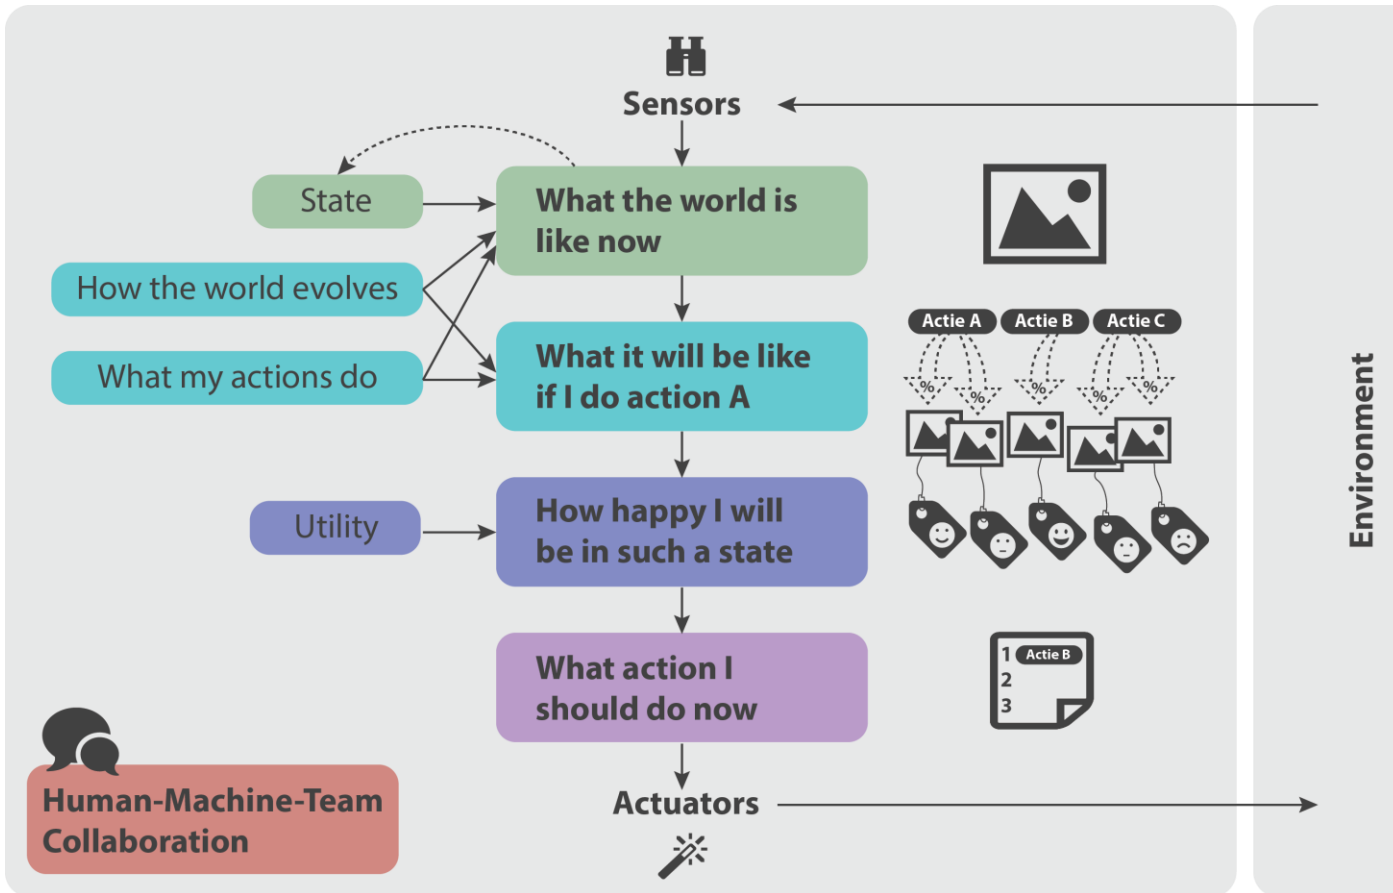 Sensors
State
What the world is
like now
How the world evolves
What my actions do
Actie A
Actie B
Actie C
What it will be like
if I do action A
%
%
%
%
%
Utility
How happy I will
be in such a state
Environment
What action I
should do now
1 Actie B
2
3
Human-Machine-Team
Collaboration
Actuators